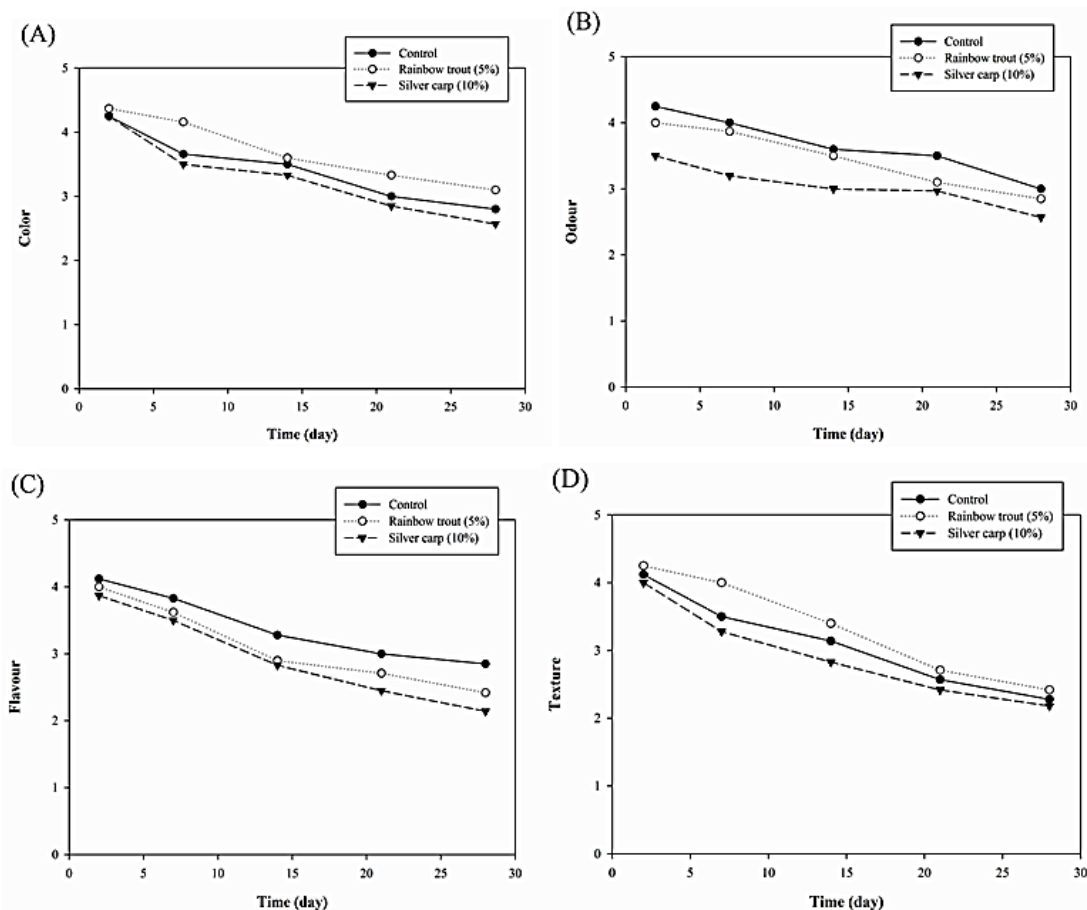 (A)
Control
Rainbow trout (5%)
Silver carp (10%)
5
4
3
2
1
0
Color
0 5 10 15 20 25 30
Time (day)
(B)
Control
Rainbow trout (5%)
Silver carp (10%)
5
4
3
2
1
0
Odour
0 5 10 15 20 25 30
Time (day)
(C)
Control
Rainbow trout (5%)
Silver carp (10%)
5
4
3
2
1
0
Flavour
0 5 10 15 20 25 30
Time (day)
(D)
Control
Rainbow trout (5%)
Silver carp (10%)
5
4
3
2
1
0
Texture
0 5 10 15 20 25 30
Time (day)